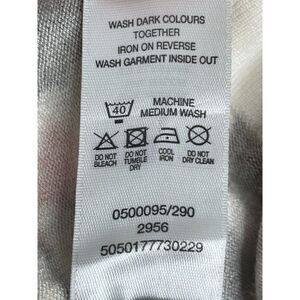 WASH DARK COLOURS
TOGETHER
IRON ON REVERSE
WASH GARMENT INSIDE OUT
40 MACHINE
MEDIUM WASH
DO NOT BLEACH DO NOT TUMBLE DRY COOL IRON DO NOT DRY CLEAN
0500095/290
2956
5050177730229